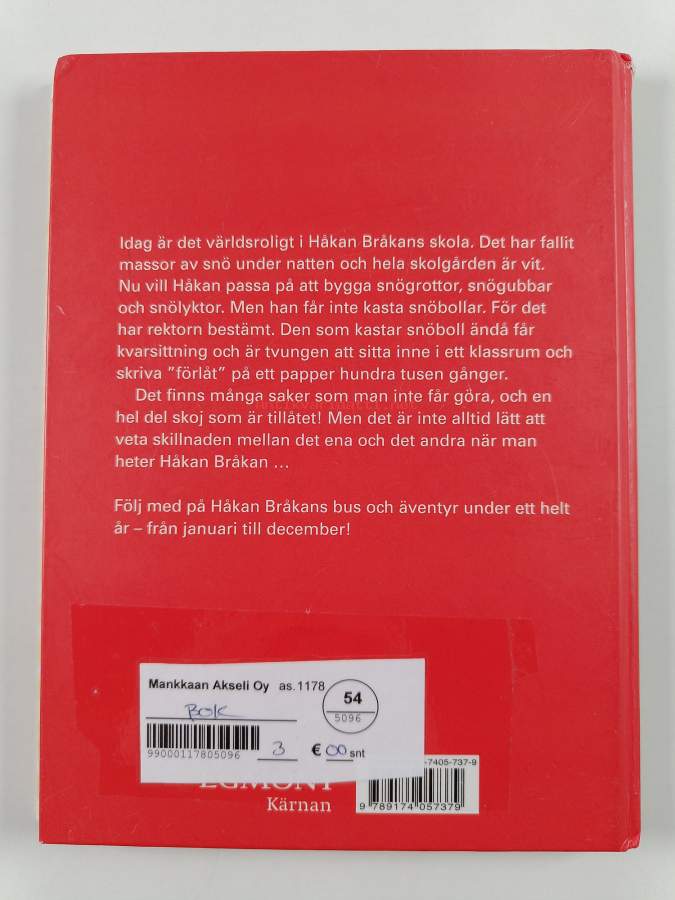 Idag är det världsroligt i Håkan Bråkans skola. Det har fallit
massor av snö under natten och hela skolgården är vit.
Nu vill Håkan passa på att bygga snögrottor, snögubbar
och snölyktor. Men han får inte kasta snöbollar. För det
har rektorn bestämt. Den som kastar snöboll ändå får
kvarsittning och är tvungen att sitta inne i ett klassrum och
skriva ”förlåt” på ett papper hundra tusen gånger.
Det finns många saker som man inte får göra, och en
hel del skoj som är tillåtet! Men det är inte alltid lätt att
veta skillnaden mellan det ena och det andra när man
heter Håkan Bråkan ...
Följ med på Håkan Bråkans bus och äventyr under ett helt
år – från januari till december!
Mankkaan Akseli Oy as. 1178
54
5096
BOK
99000117805096
3 € 00 snt
EGMONT
Kärnan
-7405-737-9
9 789174 057379